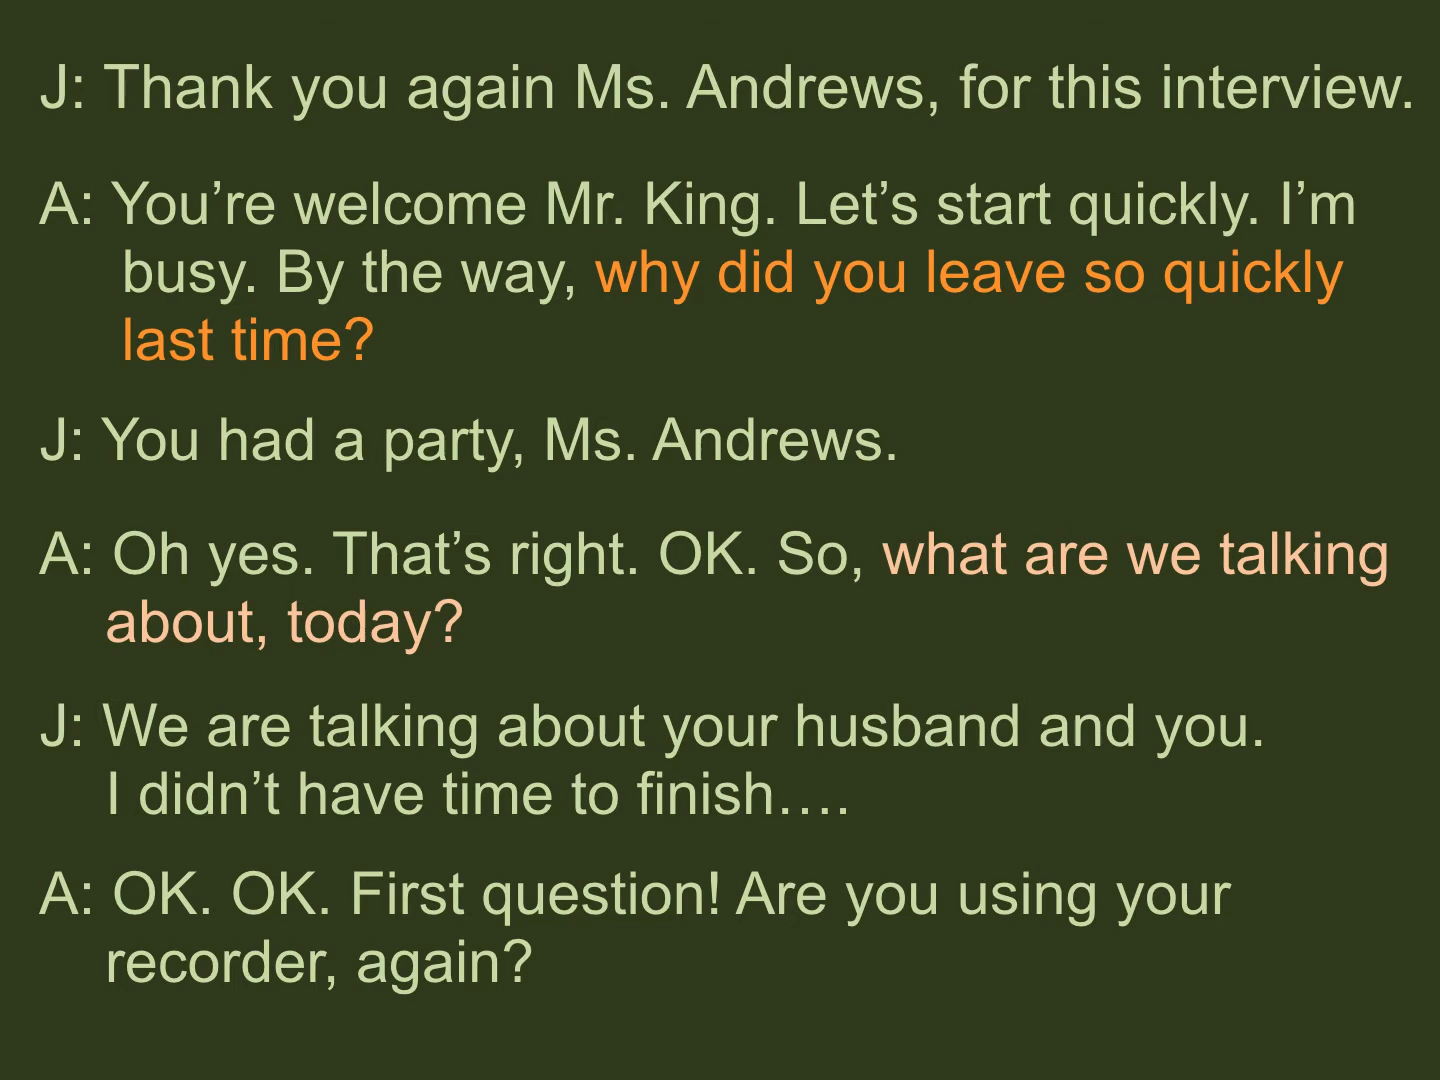 J: Thank you again Ms. Andrews, for this interview.
A: You’re welcome Mr. King. Let’s start quickly. I’m
busy. By the way, why did you leave so quickly
last time?
J: You had a party, Ms. Andrews.
A: Oh yes. That’s right. OK. So, what are we talking
about, today?
J: We are talking about your husband and you.
I didn’t have time to finish….
A: OK. OK. First question! Are you using your
recorder, again?